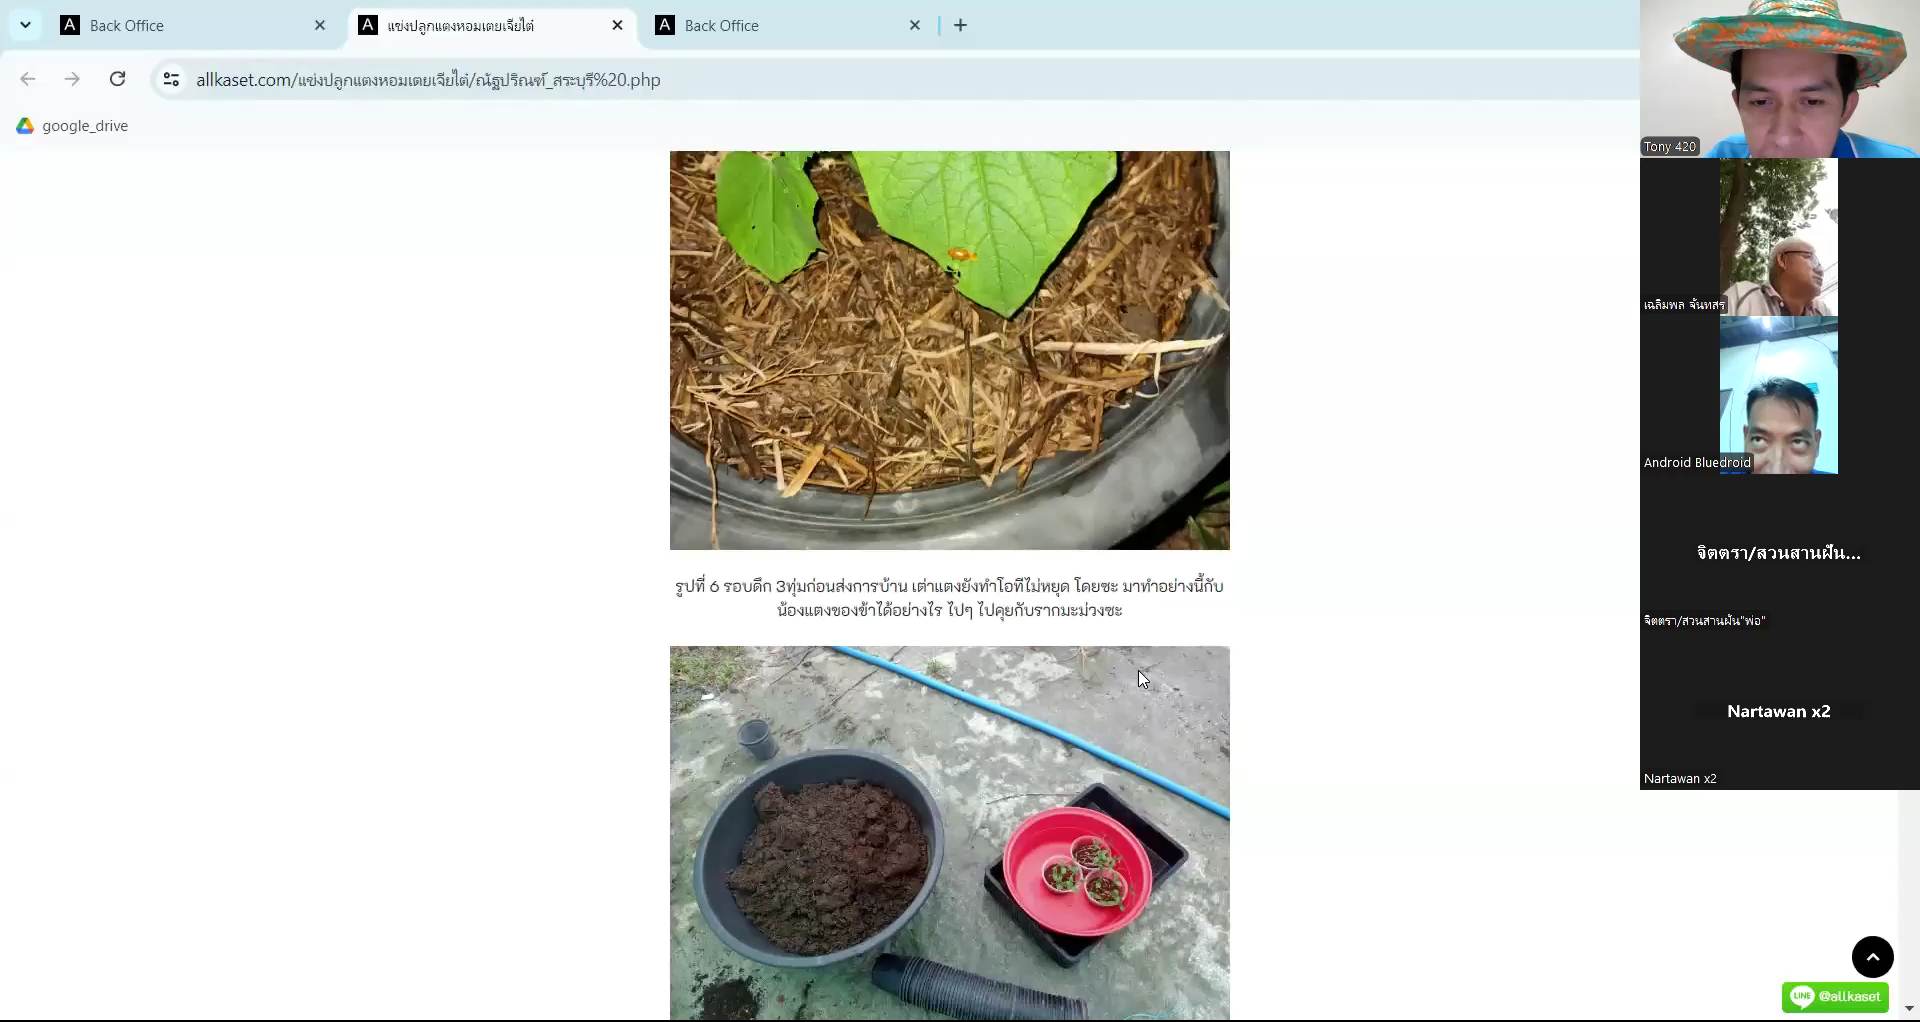 Back Office
แข่งปลูกแตงหอมเตยเจียไต๋
Back Office
allkaset.com/แข่งปลูกแตงหอมเตยเจียไต๋/ณัฐปริณฑ์_สระบุรี%20.php
google_drive
รูปที่ 6 รอบดึก 3ทุ่มก่อนส่งการบ้าน เต่าแตงยังทำโอทีไม่หยุด โดยซะ มาทำอย่างนี้กับ
น้องแตงของข้าได้อย่างไร ไปๆ ไปคุยกับรากมะม่วงซะ
Tony 420
เฉลิมพล จันทสร
Android Bluedroid
จิตตรา/สวนสานฝัน...
จิตตรา/สวนสานฝัน"พ่อ"
Nartawan x2
Nartawan x2
LINE @allkaset